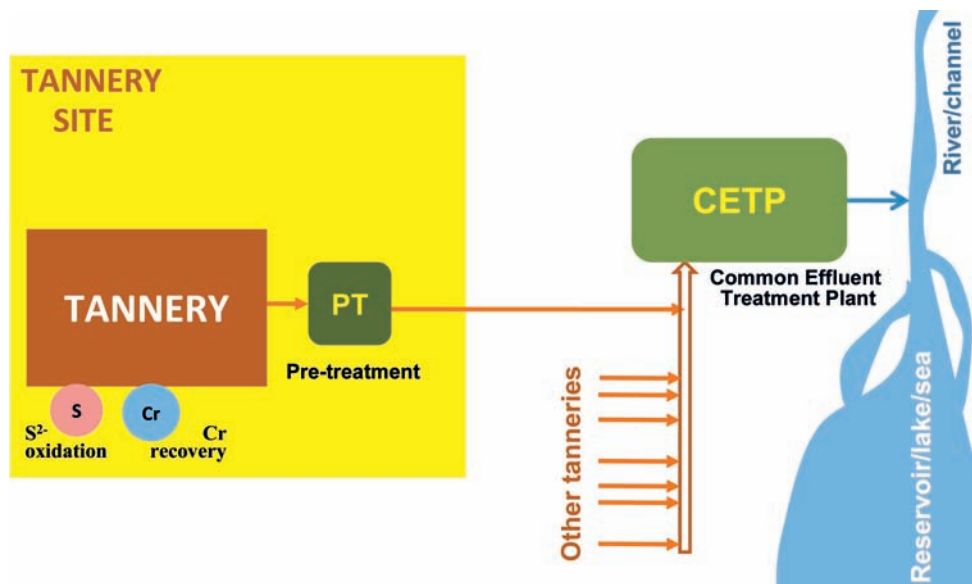 TANNERY
SITE
TANNERY
PT
Pre-treatment
S
Cr
S²⁻
oxidation
Cr
recovery
CETP
Common Effluent
Treatment Plant
Other tanneries
River/channel
Reservoir/lake/sea